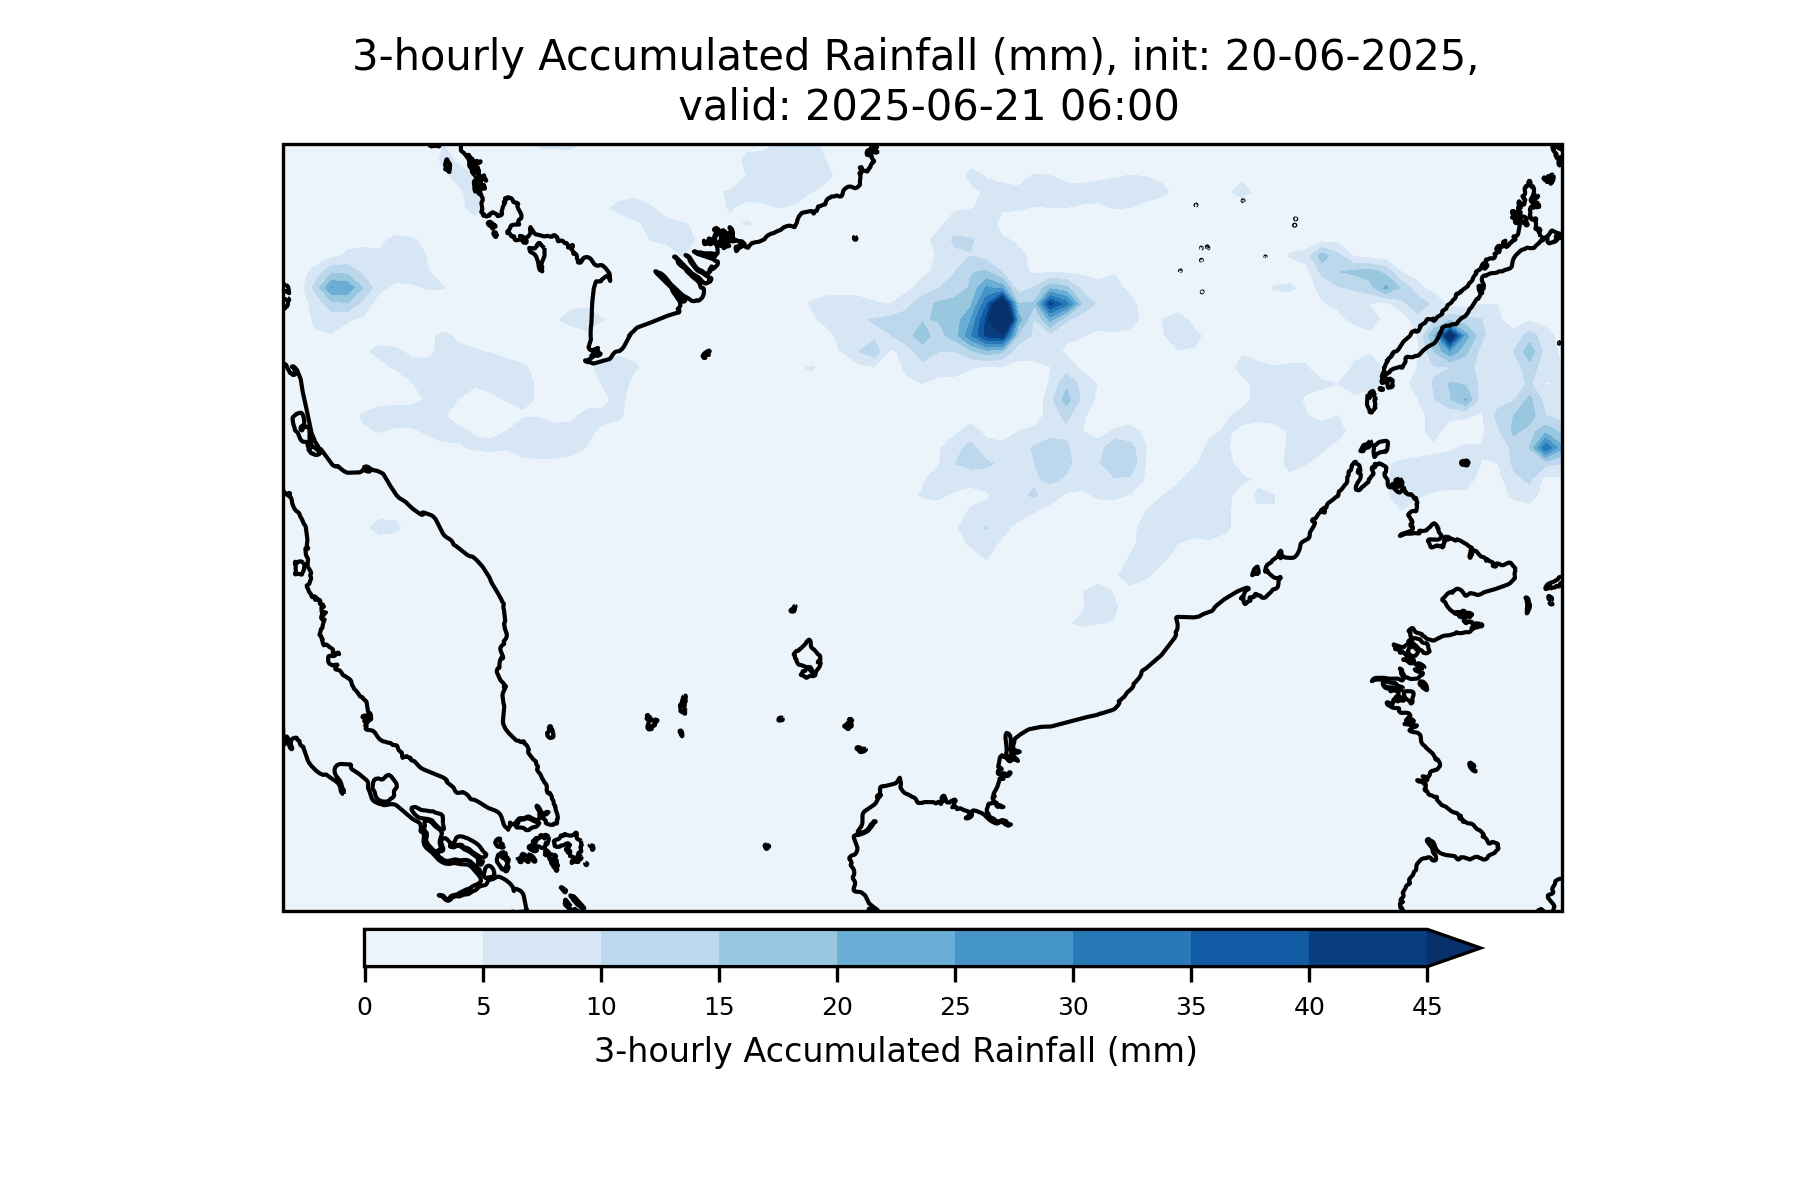 3-hourly Accumulated Rainfall (mm), init: 20-06-2025,
valid: 2025-06-21 06:00
0 5 10 15 20 25 30 35 40 45
3-hourly Accumulated Rainfall (mm)